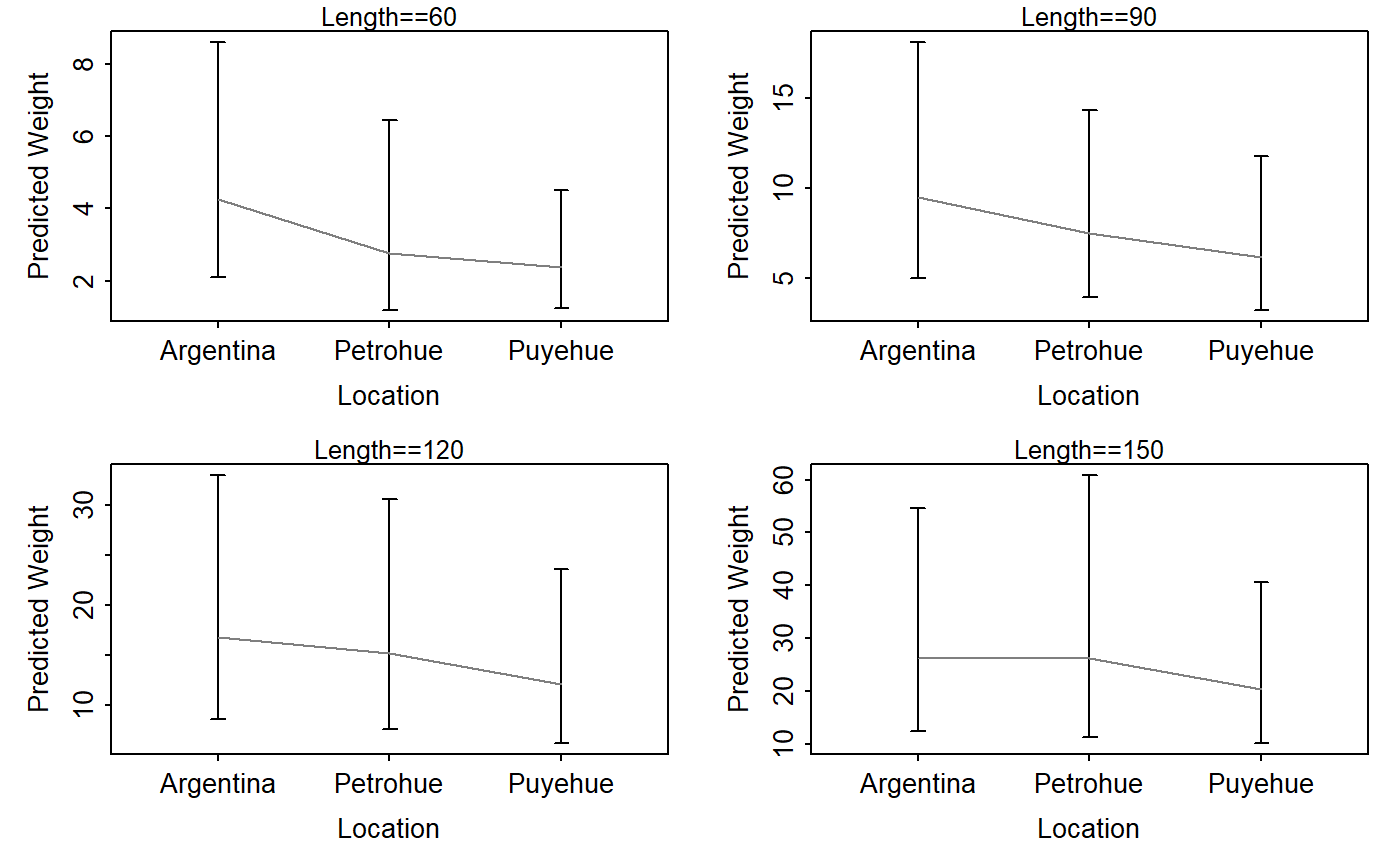 Length==60
Predicted Weight
8
6
4
2
Argentina Petrohue Puyehue
Location
Length==90
Predicted Weight
15
10
5
Argentina Petrohue Puyehue
Location
Length==120
Predicted Weight
30
20
10
Argentina Petrohue Puyehue
Location
Length==150
Predicted Weight
60
50
40
30
20
10
Argentina Petrohue Puyehue
Location